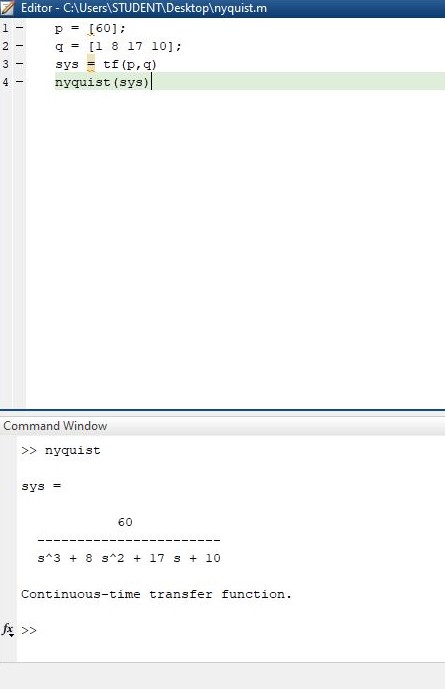 Editor - C:\Users\STUDENT\Desktop\nyquist.m
1 - p = [60];
2 - q = [1 8 17 10];
3 - sys = tf(p,q)
4 - nyquist(sys)
Command Window
>> nyquist
sys =
60
-----------------------
s^3 + 8 s^2 + 17 s + 10
Continuous-time transfer function.
fx >>